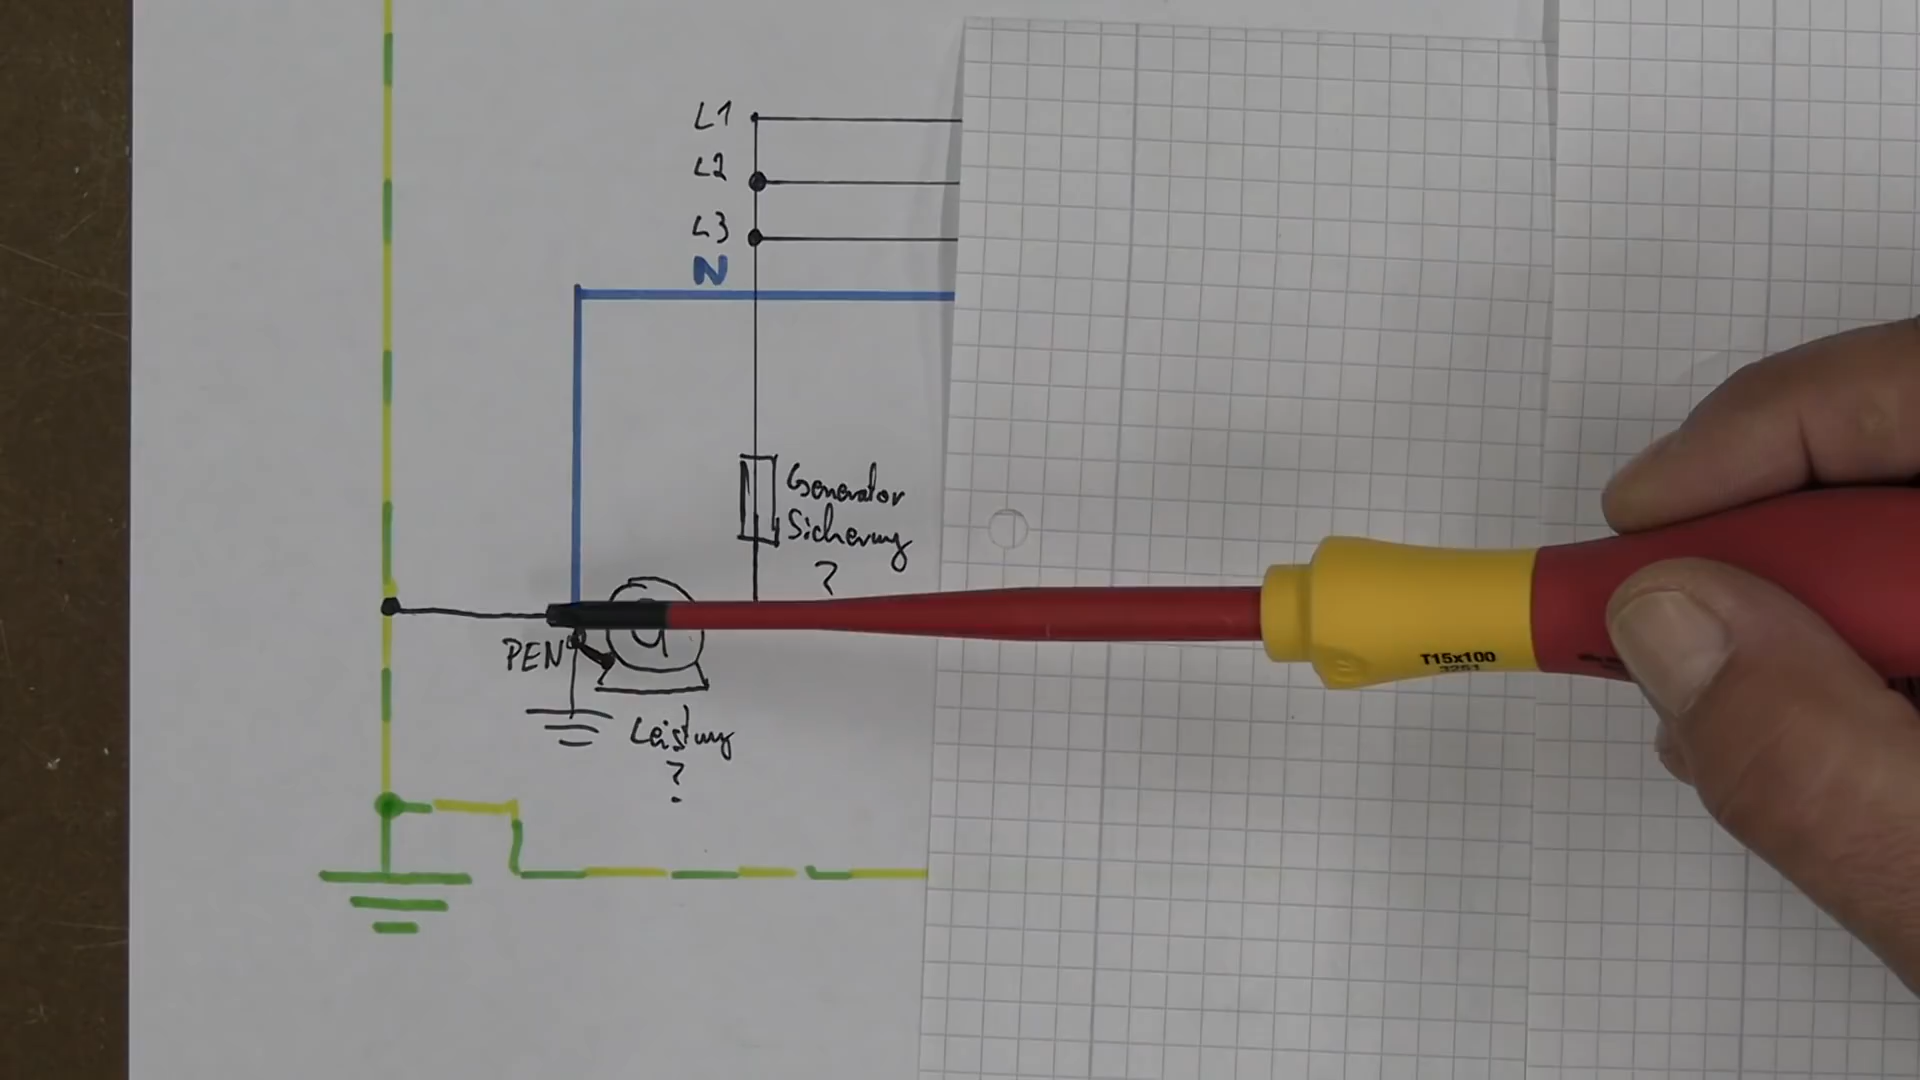 L1
L2
L3
N
Generator
Sicherung
?
G
PEN
T15x100
Leistung
?